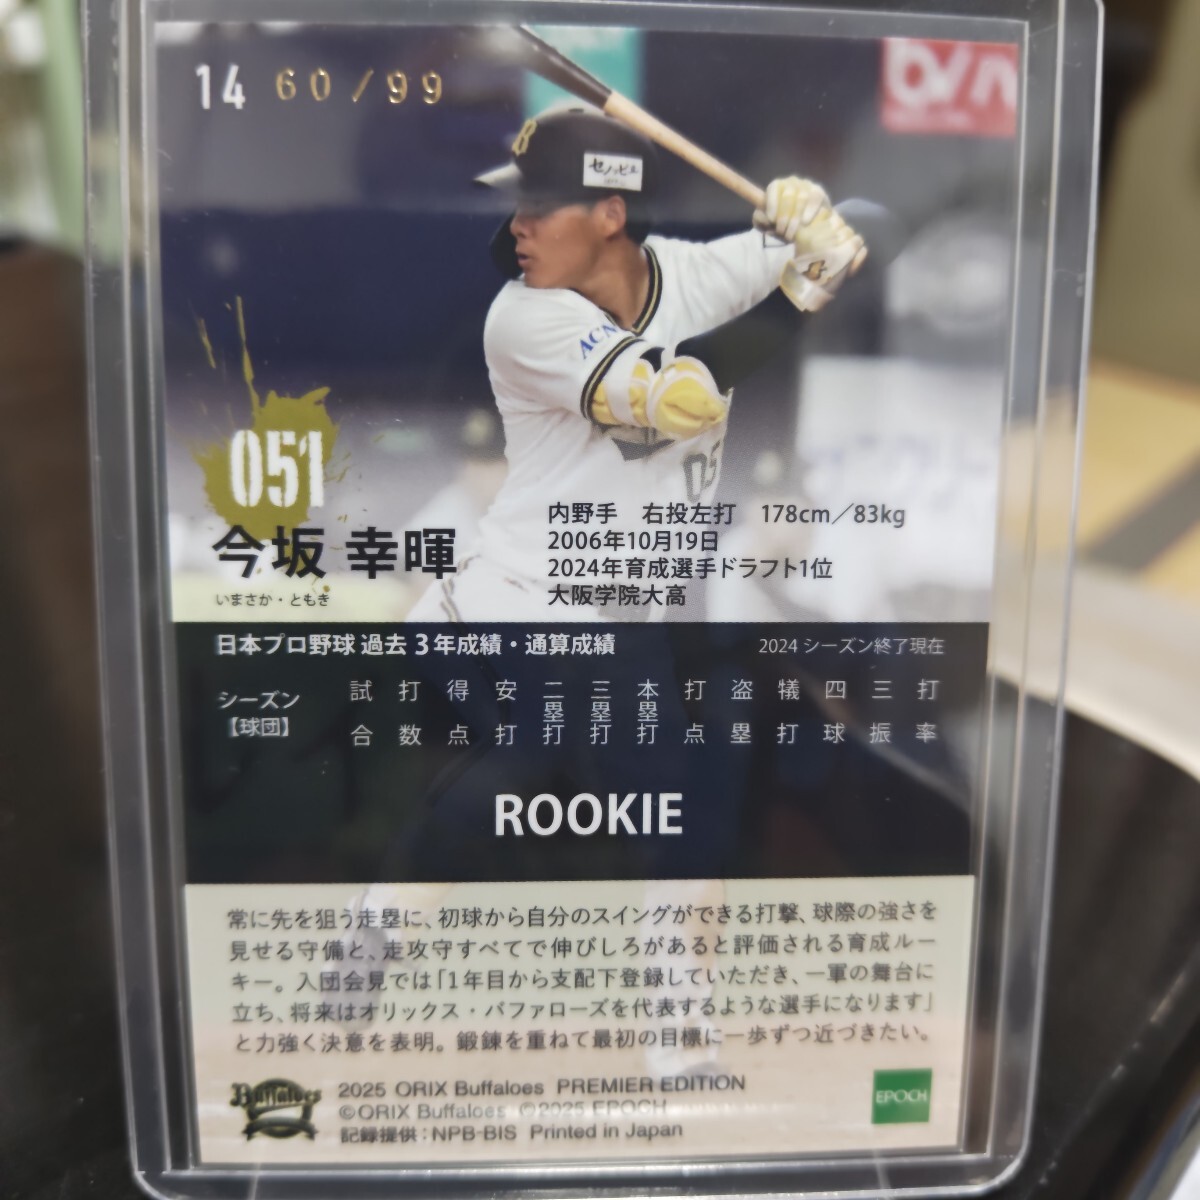 14 60/99
B
セノッピー
ACN
05
051
今坂 幸暉
いまさか・ともき
内野手 右投左打 178cm／83kg
2006年10月19日
2024年育成選手ドラフト1位
大阪学院大高
日本プロ野球 過去 3 年成績・通算成績 2024 シーズン終了現在
シーズン【球団】 試合 打数 得点 安打 二塁打 三塁打 本塁打 打点 盗塁 犠打 四球 三振 打率
ROOKIE
常に先を狙う走塁に、初球から自分のスイングができる打撃、球際の強さを
見せる守備と、走攻守すべてで伸びしろがあると評価される育成ルー
キー。入団会見では「1年目から支配下登録していただき、一軍の舞台に
立ち、将来はオリックス・バファローズを代表するような選手になります」
と力強く決意を表明。鍛錬を重ねて最初の目標に一歩ずつ近づきたい。
Buffaloes
2025 ORIX Buffaloes PREMIER EDITION
©ORIX Buffaloes ©2025 EPOCH
記録提供：NPB-BIS Printed in Japan
EPOCH